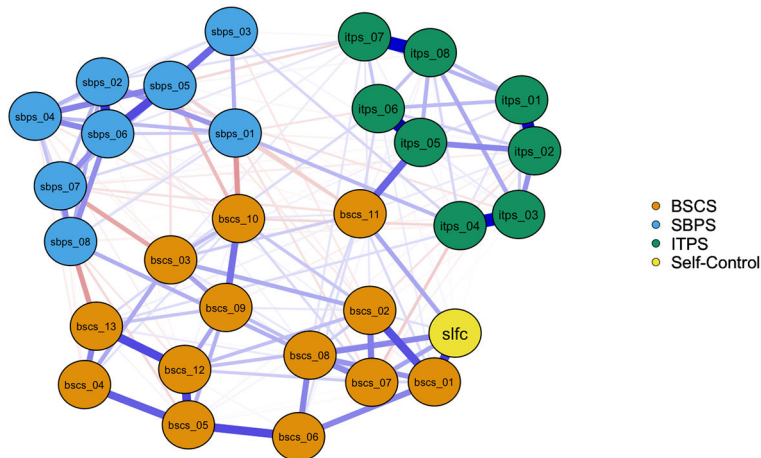 sbps_03
itps_07
itps_08
sbps_02
sbps_05
itps_01
sbps_04
itps_06
sbps_06
sbps_01
itps_05
itps_02
sbps_07
bscs_10
bscs_11
itps_03
itps_04
sbps_08
bscs_03
bscs_09
bscs_02
bscs_13
slfc
bscs_08
bscs_12
bscs_04
bscs_07
bscs_01
bscs_05
bscs_06
BSCS
SBPS
ITPS
Self-Control